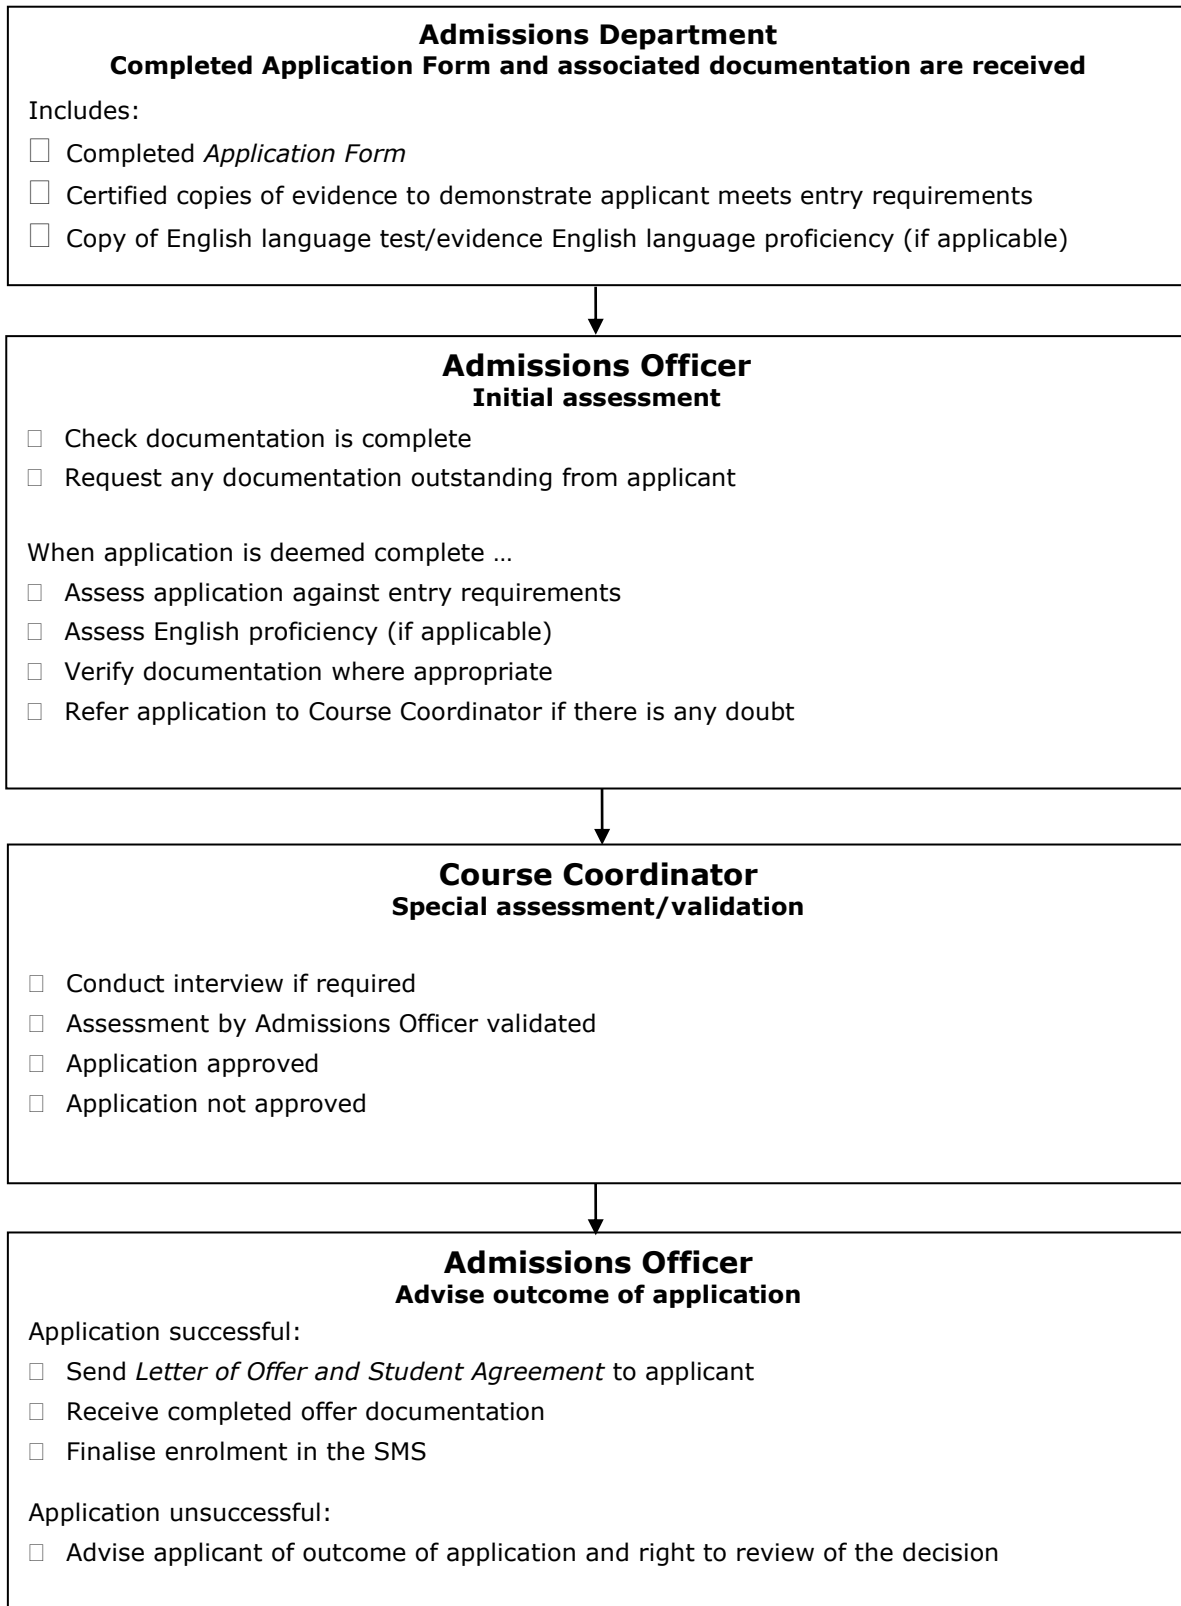 Admissions Department
Completed Application Form and associated documentation are received
Includes:
☐ Completed Application Form
☐ Certified copies of evidence to demonstrate applicant meets entry requirements
☐ Copy of English language test/evidence English language proficiency (if applicable)
Admissions Officer
Initial assessment
☐ Check documentation is complete
☐ Request any documentation outstanding from applicant
When application is deemed complete …
☐ Assess application against entry requirements
☐ Assess English proficiency (if applicable)
☐ Verify documentation where appropriate
☐ Refer application to Course Coordinator if there is any doubt
Course Coordinator
Special assessment/validation
☐ Conduct interview if required
☐ Assessment by Admissions Officer validated
☐ Application approved
☐ Application not approved
Admissions Officer
Advise outcome of application
Application successful:
☐ Send Letter of Offer and Student Agreement to applicant
☐ Receive completed offer documentation
☐ Finalise enrolment in the SMS
Application unsuccessful:
☐ Advise applicant of outcome of application and right to review of the decision